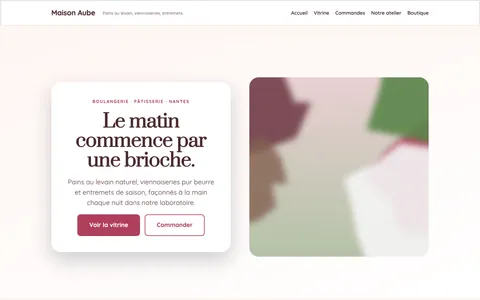 Maison Aube
Pains au levain, viennoiseries, entremets.
Accueil Vitrine Commandes Notre atelier Boutique
BOULANGERIE · PÂTISSERIE · NANTES
Le matin
commence par
une brioche.
Pains au levain naturel, viennoiseries pur beurre
et entremets de saison, façonnés à la main
chaque nuit dans notre laboratoire.
Voir la vitrine
Commander